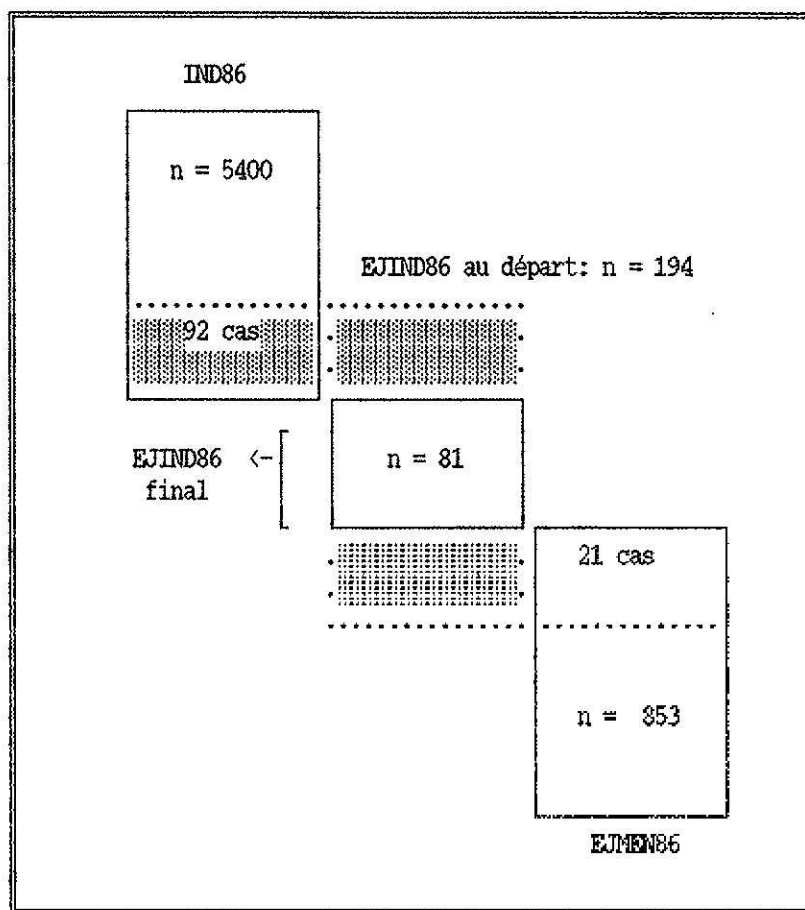 IND86
n = 5400
EJIND86 au départ: n = 194
92 cas
EJIND86 <-
final
n = 81
21 cas
n = 853
EJMEN86